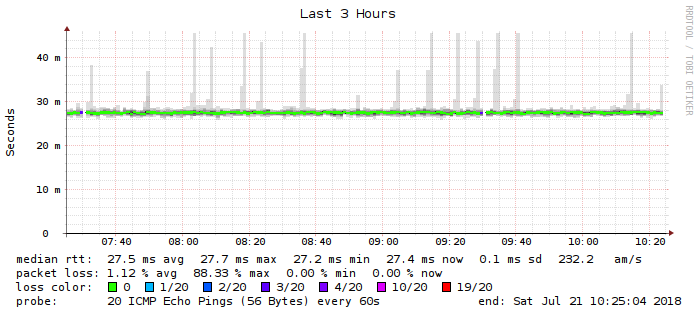 Last 3 Hours
RRDTOOL / TOBI OETIKER
Seconds
40 m
30 m
20 m
10 m
0
07:40 08:00 08:20 08:40 09:00 09:20 09:40 10:00 10:20
median rtt: 27.5 ms avg 27.7 ms max 27.2 ms min 27.4 ms now 0.1 ms sd 232.2 am/s
packet loss: 1.12 % avg 88.33 % max 0.00 % min 0.00 % now
loss color: 0 1/20 2/20 3/20 4/20 10/20 19/20
probe: 20 ICMP Echo Pings (56 Bytes) every 60s end: Sat Jul 21 10:25:04 2018